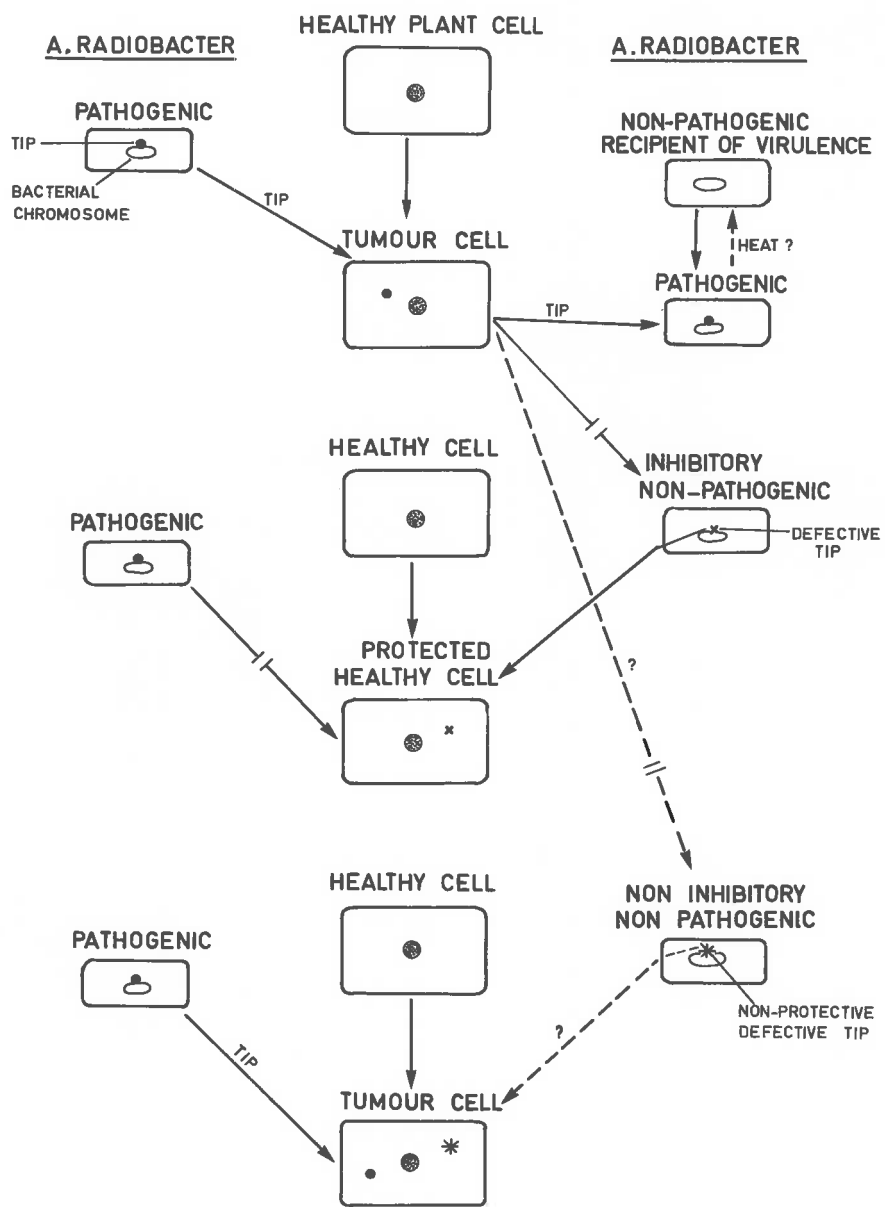 HEALTHY PLANT CELL
A. RADIOBACTER
A. RADIOBACTER
PATHOGENIC
TIP
BACTERIAL
CHROMOSOME
TIP
NON-PATHOGENIC
RECIPIENT OF VIRULENCE
HEAT ?
TUMOUR CELL
PATHOGENIC
TIP
HEALTHY CELL
INHIBITORY
NON-PATHOGENIC
DEFECTIVE
TIP
PATHOGENIC
PROTECTED
HEALTHY CELL
x
?
HEALTHY CELL
NON INHIBITORY
NON PATHOGENIC
PATHOGENIC
NON-PROTECTIVE
DEFECTIVE TIP
TIP
?
TUMOUR CELL